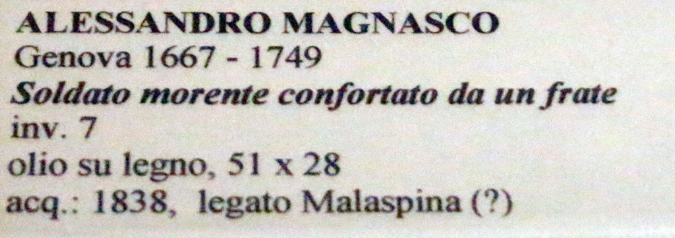 ALESSANDRO MAGNASCO
Genova 1667 - 1749
Soldato morente confortato da un frate
inv. 7
olio su legno, 51 x 28
acq.: 1838, legato Malaspina (?)